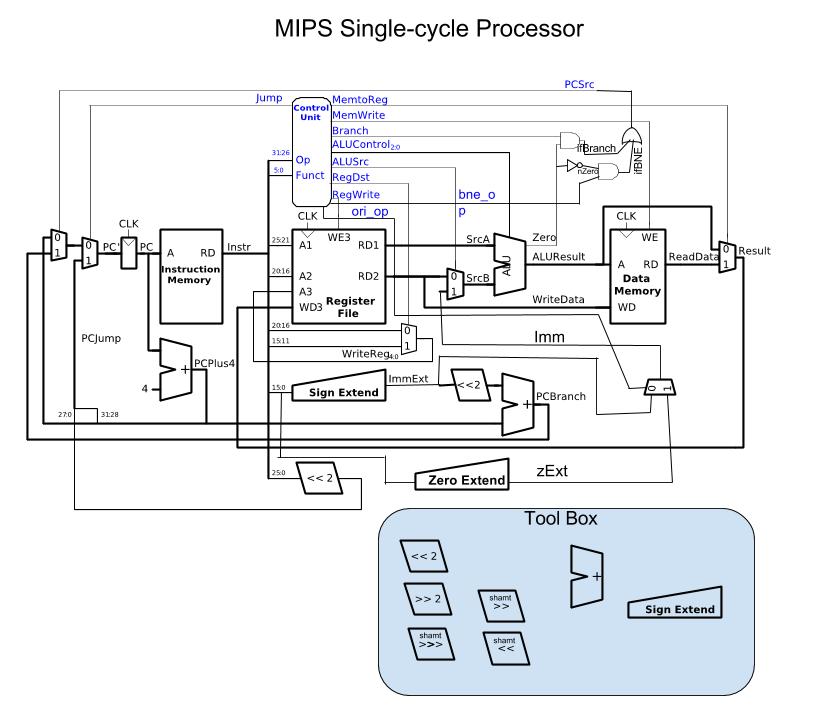 MIPS Single-cycle Processor
PCSrc
Jump
MemtoReg
Control
Unit
MemWrite
Branch
ifBranch
ifBNE
ALUControl2:0
31:26
Op
ALUSrc
nZero
5:0
Funct
RegDst
RegWrite
bne_o
p
ori_op
CLK
CLK
CLK
0
1
0
1
PC'
PC
A
RD
Instruction
Memory
Instr
25:21
A1
WE3
RD1
SrcA
Zero
WE
20:16
A2
RD2
0
1
SrcB
ALU
ALUResult
A
RD
Data
Memory
ReadData
0
1
Result
A3
WD3
Register
File
WriteData
WD
20:16
0
15:11
1
WriteReg4:0
Imm
PCJump
PCPlus4
+
4
15:0
Sign Extend
ImmExt
<<2
+
PCBranch
0
1
27:0
31:28
25:0
<< 2
Zero Extend
zExt
Tool Box
<< 2
+
>> 2
shamt
>>
Sign Extend
shamt
>>>
shamt
<<